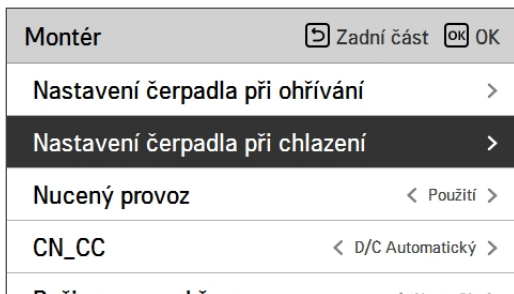 Montér Zadní část OK OK
Nastavení čerpadla při ohřívání
Nastavení čerpadla při chlazení
Nucený provoz < Použití >
CN_CC < D/C Automatický >